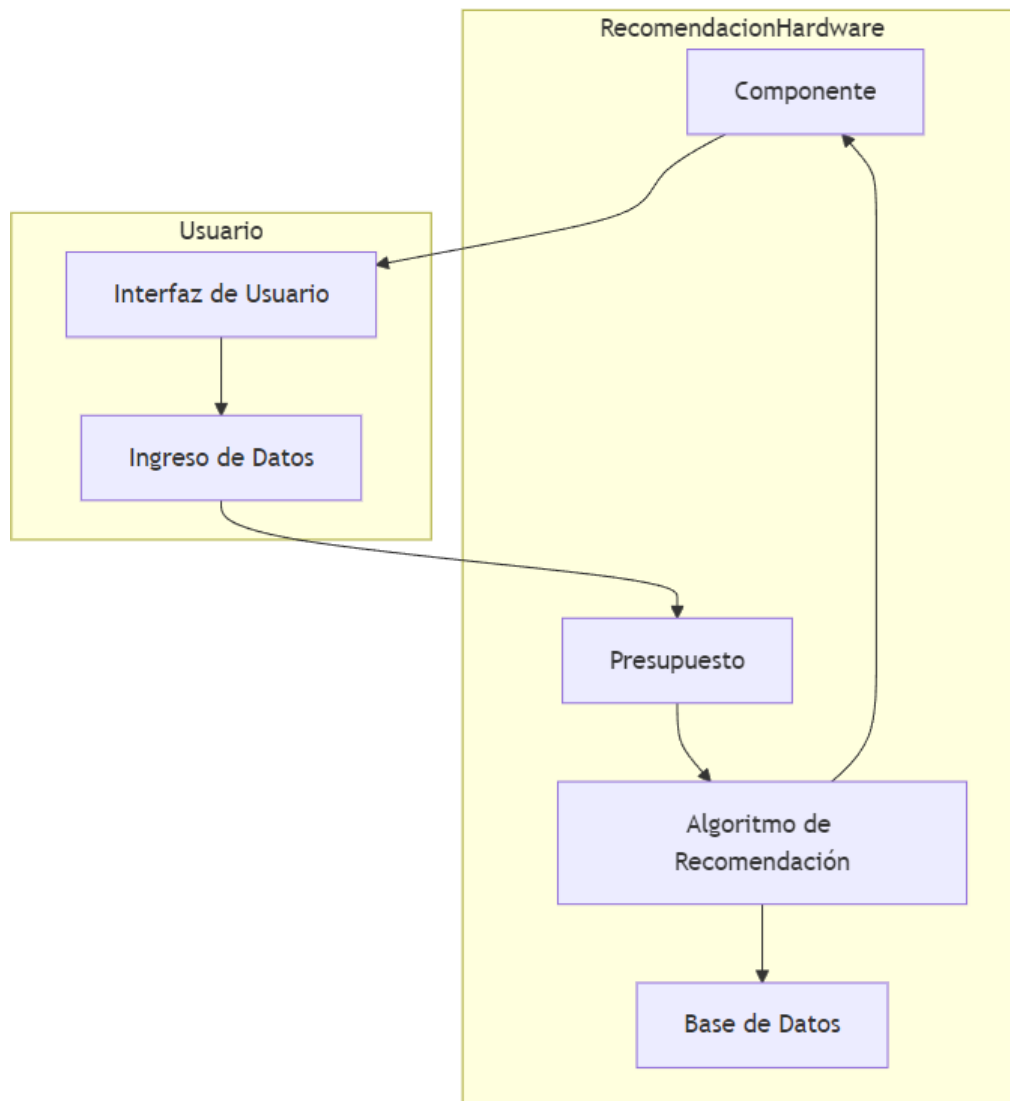 RecomendacionHardware
Componente
Usuario
Interfaz de Usuario
Ingreso de Datos
Presupuesto
Algoritmo de
Recomendación
Base de Datos